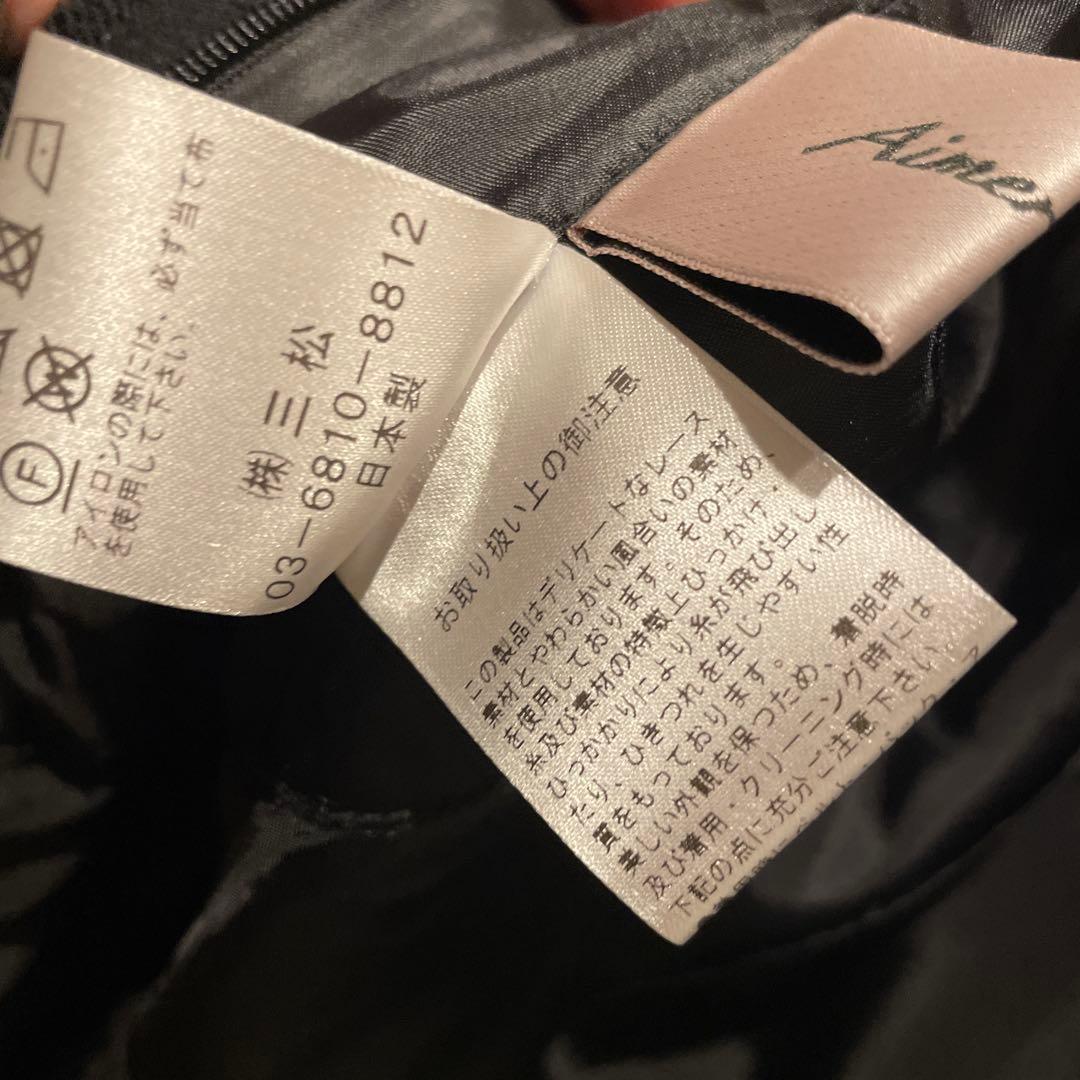 Aimer
アイロンの際には、必ず当て布
を使用して下さい。
㈱三松
03-6810-8812
日本製
F
W
お取り扱い上の御注意
この製品はデリケートなレース
素材とやわらかい風合いの素材
を使用しております。そのため、
糸及び素材の特徴上ひっかけ・
ひっかかりにより糸が飛び出し
たり、ひきつれを生じやすい性
質をもっております。
美しい外観を保つため、着脱時
及び着用・クリーニング時には
下記の点に充分ご注意下さい。